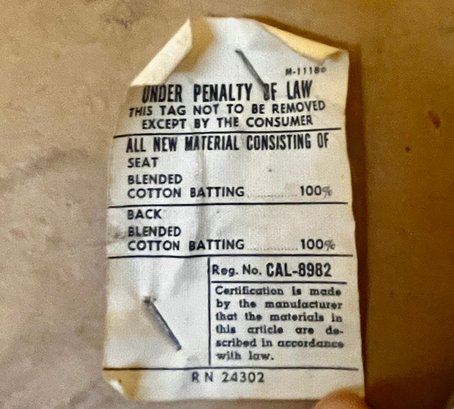 M-1118
UNDER PENALTY OF LAW
THIS TAG NOT TO BE REMOVED
EXCEPT BY THE CONSUMER
ALL NEW MATERIAL CONSISTING OF
SEAT
BLENDED
COTTON BATTING ........................ 100%
BACK
BLENDED
COTTON BATTING ........................ 100%
Reg. No. CAL-8982
Certification is made
by the manufacturer
that the materials in
this article are de-
scribed in accordance
with law.
RN 24302